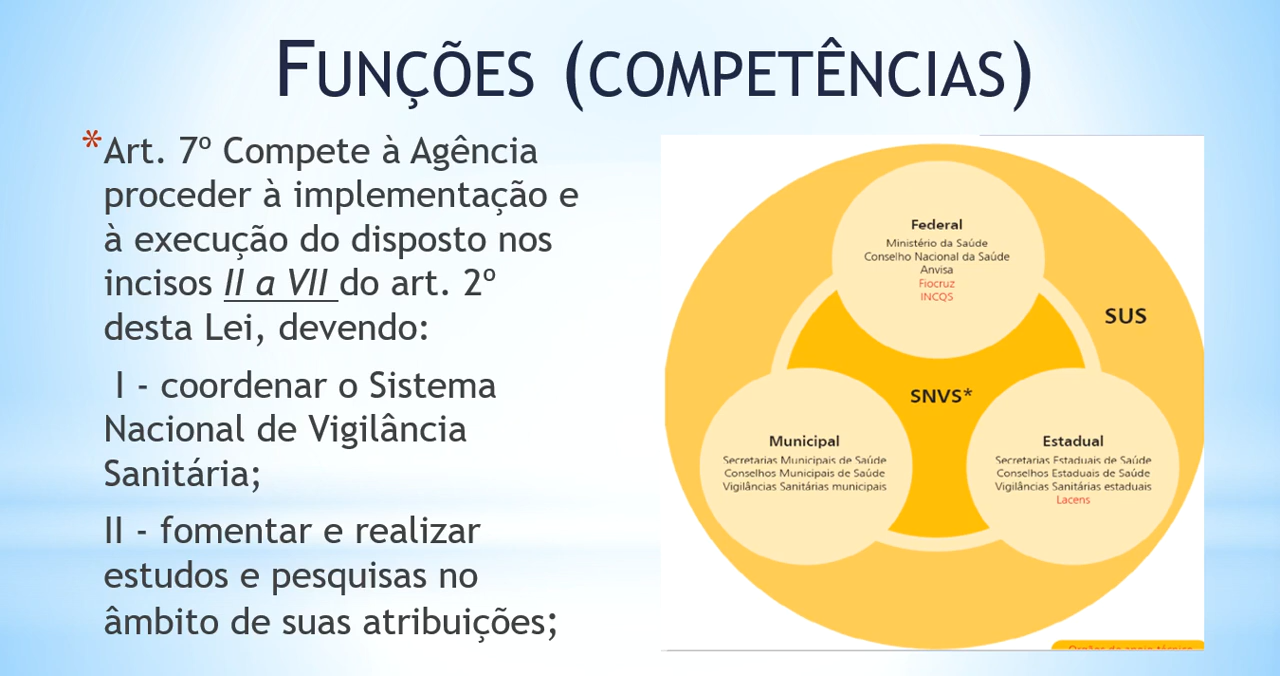 FUNÇÕES (COMPETÊNCIAS)
*Art. 7º Compete à Agência
proceder à implementação e
à execução do disposto nos
incisos II a VII do art. 2º
desta Lei, devendo:
I - coordenar o Sistema
Nacional de Vigilância
Sanitária;
II - fomentar e realizar
estudos e pesquisas no
âmbito de suas atribuições;
Federal
Ministério da Saúde
Conselho Nacional da Saúde
Anvisa
Fiocruz
INCQS
SUS
SNVS*
Municipal
Secretarias Municipais de Saúde
Conselhos Municipais de Saúde
Vigilâncias Sanitárias municipais
Estadual
Secretarias Estaduais de Saúde
Conselhos Estaduais de Saúde
Vigilâncias Sanitárias estaduais
Lacens